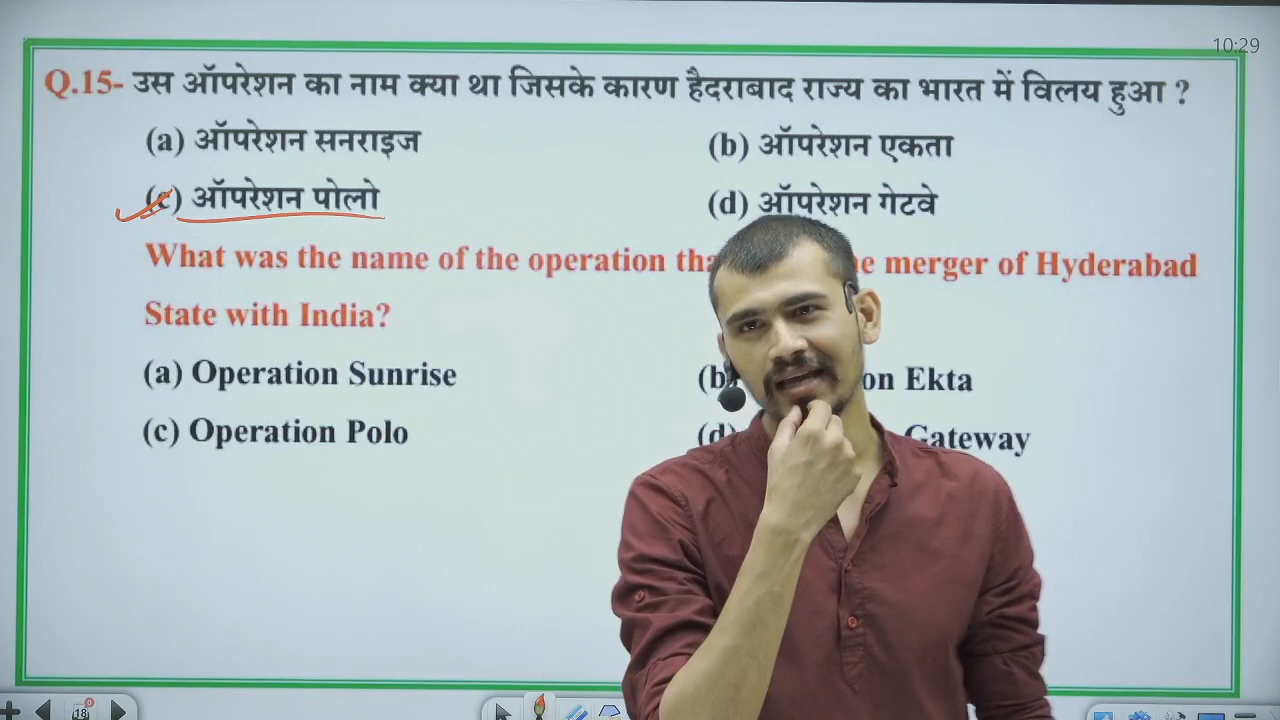 10:29
Q.15- उस ऑपरेशन का नाम क्या था जिसके कारण हैदराबाद राज्य का भारत में विलय हुआ ?
(a) ऑपरेशन सनराइज (b) ऑपरेशन एकता
(c) ऑपरेशन पोलो (d) ऑपरेशन गेटवे
What was the name of the operation merger of Hyderabad
State with India?
(a) Operation Sunrise Ekta
(c) Operation Polo Gateway
18